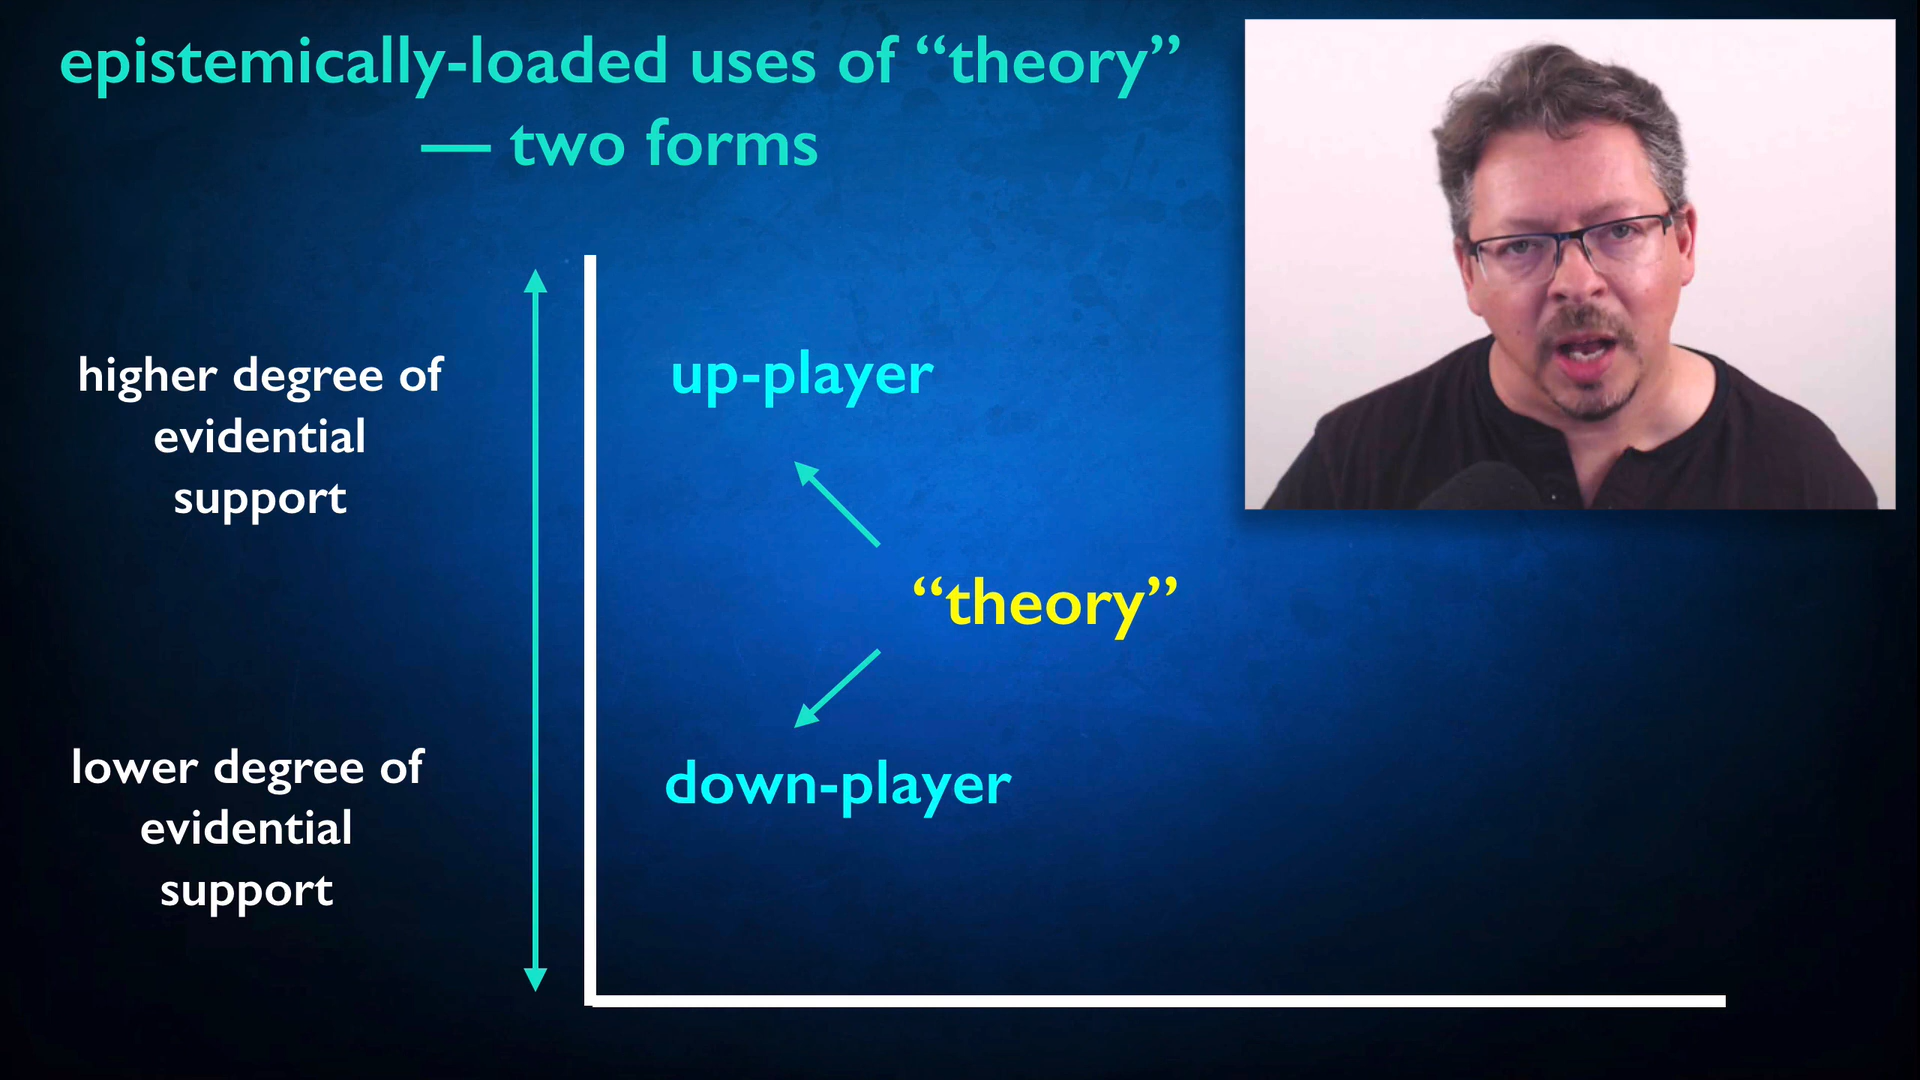 epistemically-loaded uses of “theory”
— two forms
higher degree of
evidential
support
up-player
“theory”
lower degree of
evidential
support
down-player